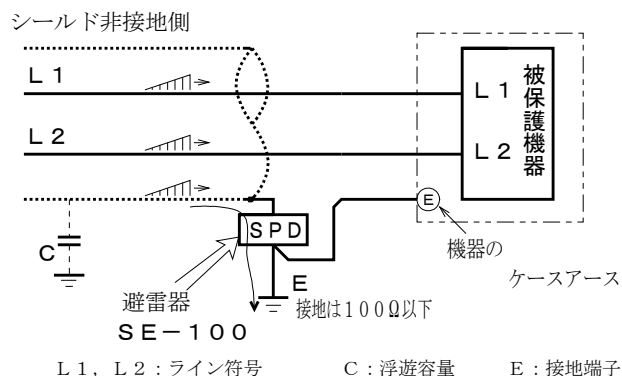 シールド非接地側
L1
L2
L1
L2
被保護機器
E
SPD
C
E
機器の
ケースアース
避雷器
SE-100
接地は100Ω以下
L1，L2：ライン符号　C：浮遊容量　E：接地端子